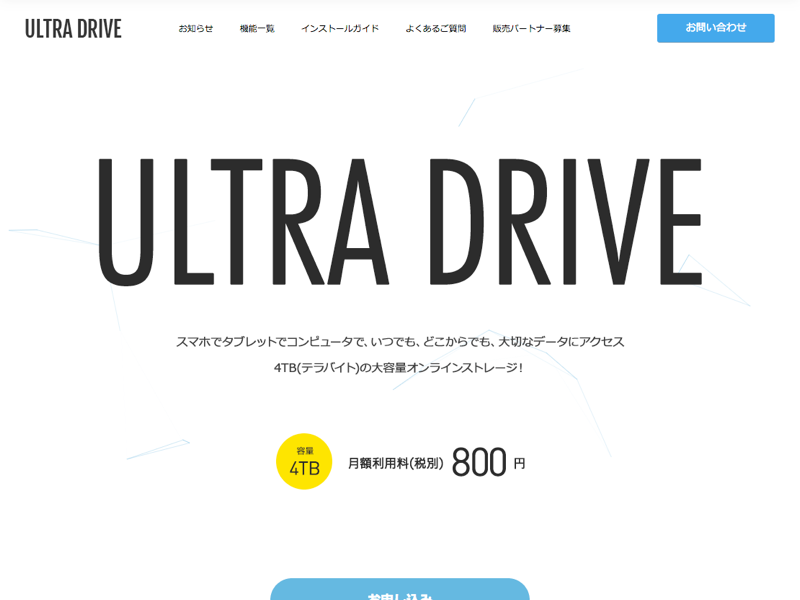 ULTRA DRIVE
お知らせ
機能一覧
インストールガイド
よくあるご質問
販売パートナー募集
お問い合わせ
ULTRA DRIVE
スマホでタブレットでコンピュータで、いつでも、どこからでも、大切なデータにアクセス
4TB(テラバイト)の大容量オンラインストレージ!
容量
4TB
月額利用料(税別) 800 円
お申し込み